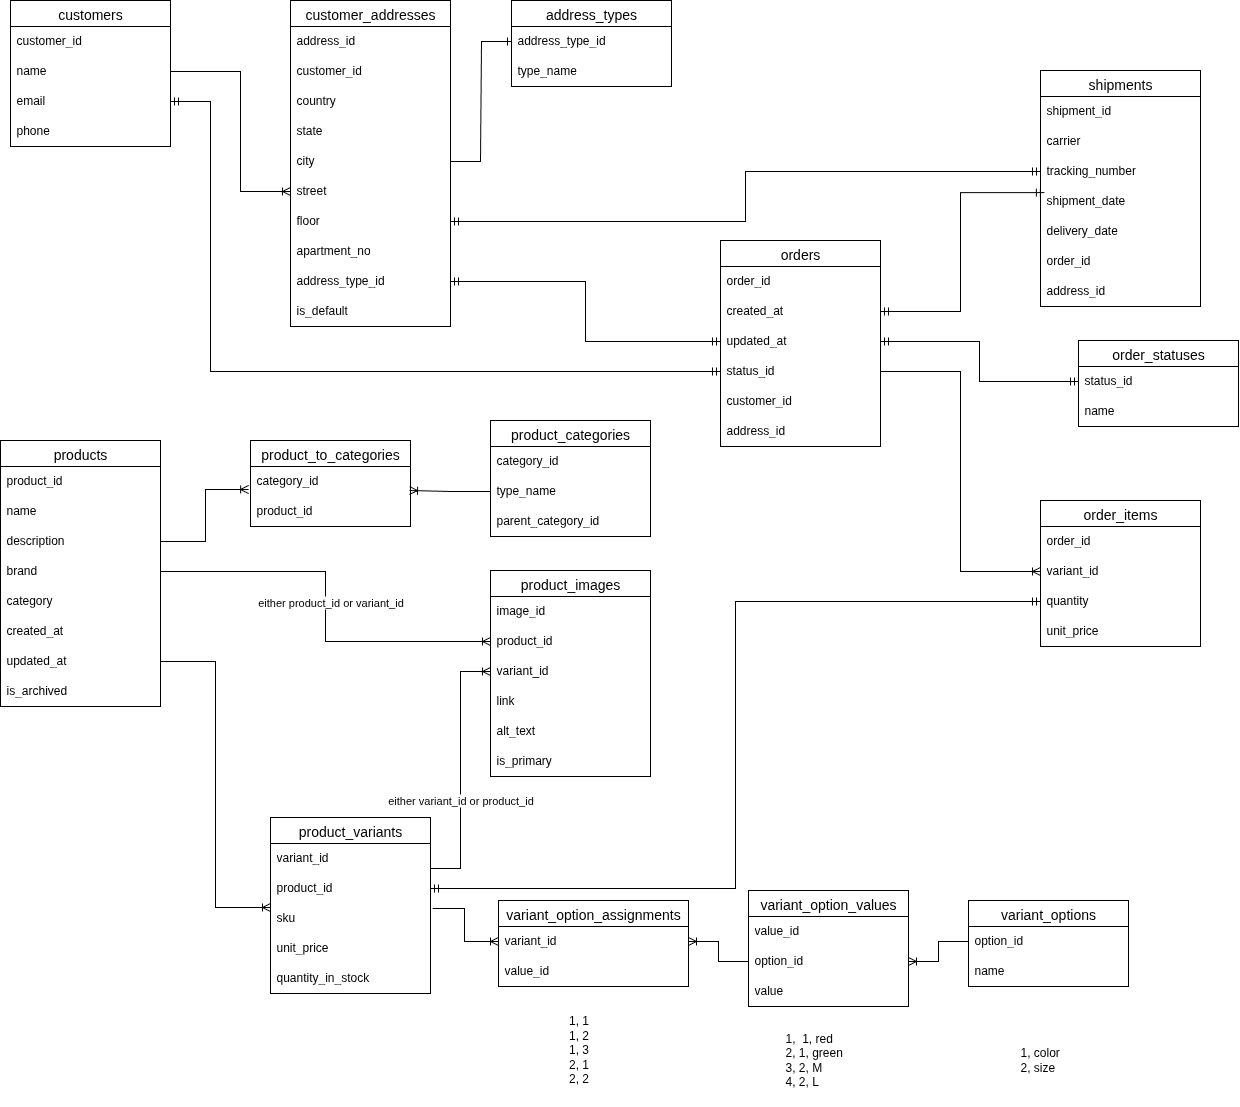 customers
customer_id
name
email
phone
customer_addresses
address_id
customer_id
country
state
city
street
floor
apartment_no
address_type_id
is_default
address_types
address_type_id
type_name
shipments
shipment_id
carrier
tracking_number
shipment_date
delivery_date
order_id
address_id
orders
order_id
created_at
updated_at
status_id
customer_id
address_id
order_statuses
status_id
name
products
product_id
name
description
brand
category
created_at
updated_at
is_archived
product_to_categories
category_id
product_id
product_categories
category_id
type_name
parent_category_id
order_items
order_id
variant_id
quantity
unit_price
either product_id or variant_id
product_images
image_id
product_id
variant_id
link
alt_text
is_primary
either variant_id or product_id
product_variants
variant_id
product_id
sku
unit_price
quantity_in_stock
variant_option_assignments
variant_id
value_id
variant_option_values
value_id
option_id
value
variant_options
option_id
name
1, 1
1, 2
1, 3
2, 1
2, 2
1,  1, red
2, 1, green
3, 2, M
4, 2, L
1, color
2, size